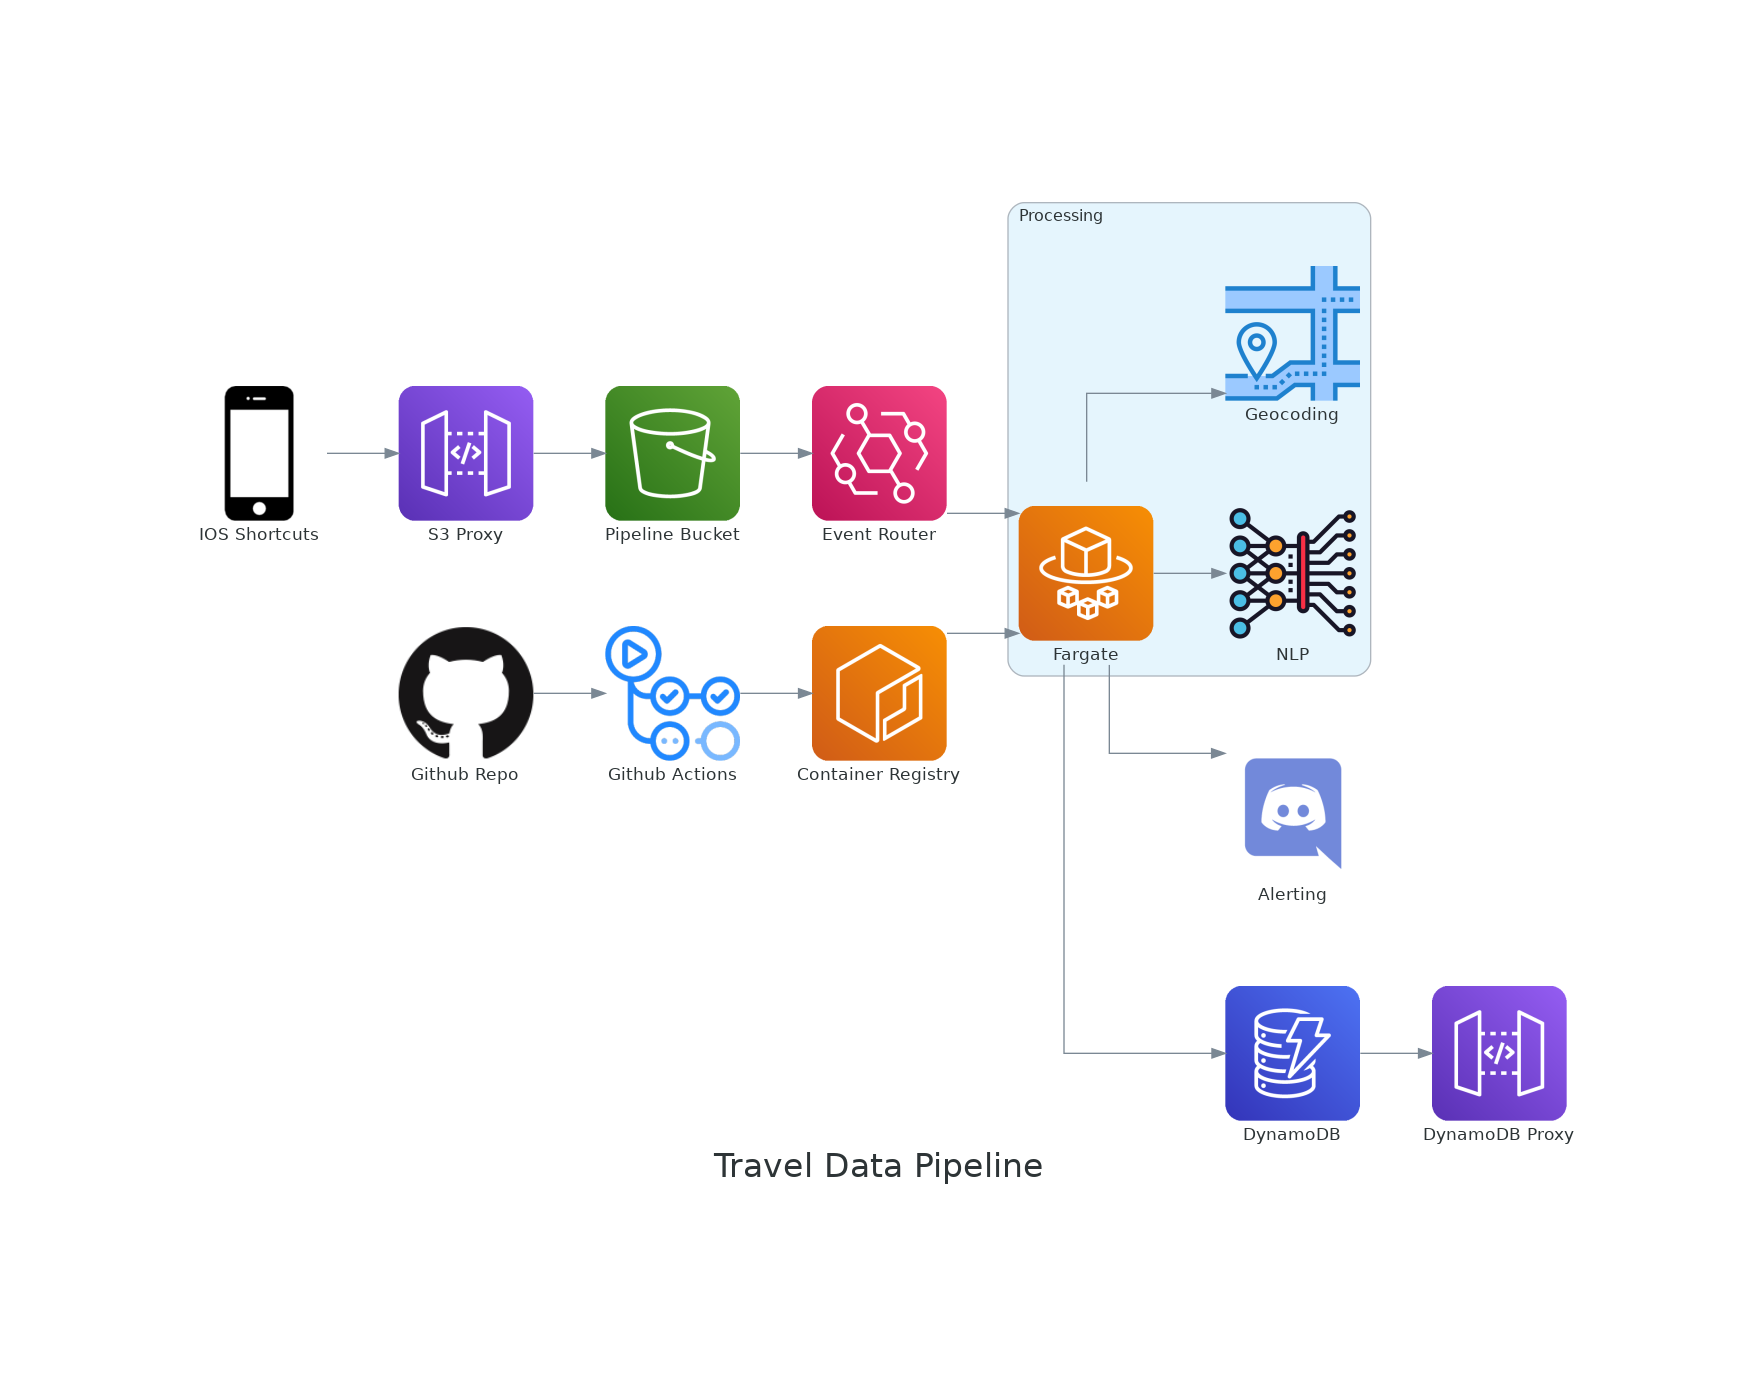 Processing
Geocoding
IOS Shortcuts
S3 Proxy
Pipeline Bucket
Event Router
Fargate
NLP
Github Repo
Github Actions
Container Registry
Alerting
DynamoDB
DynamoDB Proxy
Travel Data Pipeline